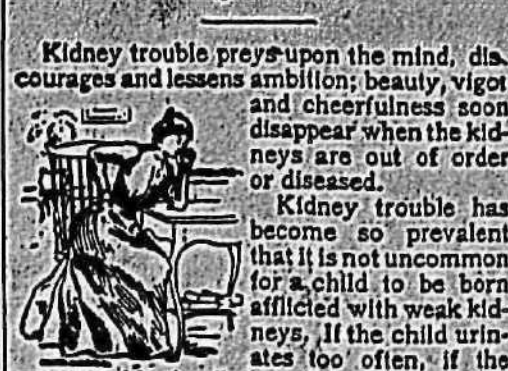 Kidney trouble preys upon the mind, dis-
courages and lessens ambition; beauty, vigor
and cheerfulness soon
disappear when the kid-
neys are out of order
or diseased.
Kidney trouble has
become so prevalent
that it is not uncommon
for a child to be born
afflicted with weak kid-
neys. If the child urin-
ates too often, if the